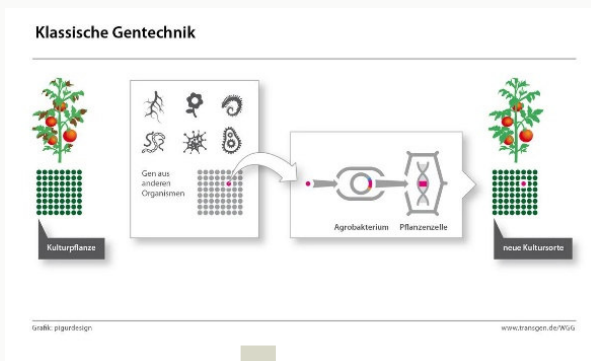 Klassische Gentechnik
Gen aus
anderen
Organismen
Agrobakterium Pflanzenzelle
Kulturpflanze
neue Kultursorte
Grafik: pigurdesign
www.transgen.de/WGG